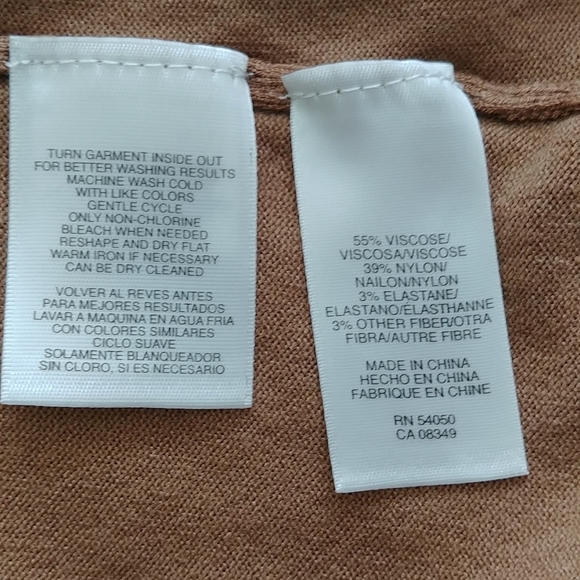 TURN GARMENT INSIDE OUT
FOR BETTER WASHING RESULTS
MACHINE WASH COLD
WITH LIKE COLORS
GENTLE CYCLE
ONLY NON-CHLORINE
BLEACH WHEN NEEDED
RESHAPE AND DRY FLAT
WARM IRON IF NECESSARY
CAN BE DRY CLEANED
VOLVER AL REVES ANTES
PARA MEJORES RESULTADOS
LAVAR A MAQUINA EN AGUA FRIA
CON COLORES SIMILARES
CICLO SUAVE
SOLAMENTE BLANQUEADOR
SIN CLORO, SI ES NECESARIO
55% VISCOSE/
VISCOSA/VISCOSE
39% NYLON/
NAILON/NYLON
3% ELASTANE/
ELASTANO/ÉLASTHANNE
3% OTHER FIBER/OTRA
FIBRA/AUTRE FIBRE
MADE IN CHINA
HECHO EN CHINA
FABRIQUE EN CHINE
RN 54050
CA 08349